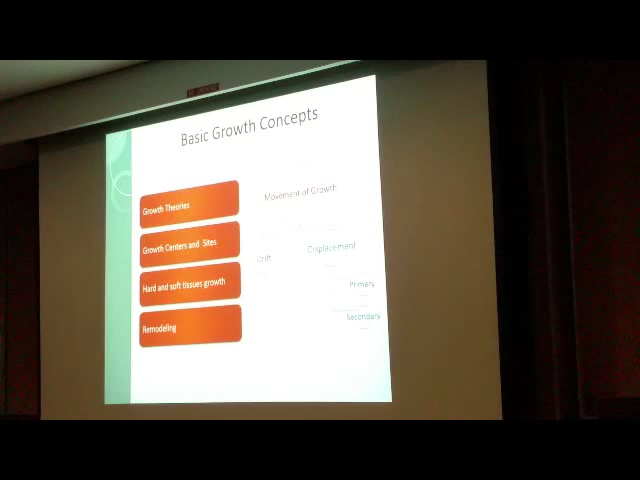 Basic Growth Concepts
Growth Theories
Growth Centers and Sites
Hard and soft tissues growth
Remodeling
Movement of Growth
Drift
Displacement
Primary
Secondary